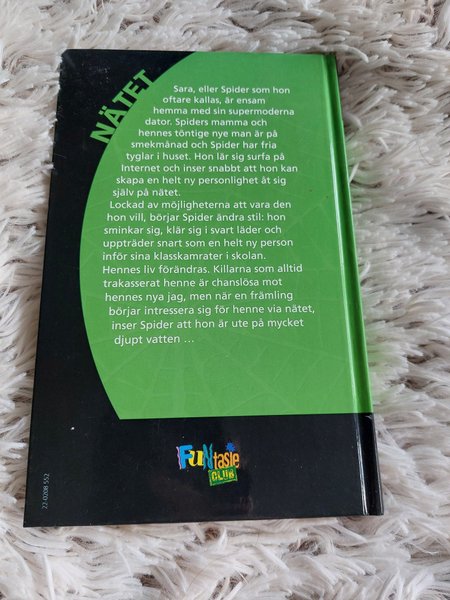 NÄTET
Sara, eller Spider som hon
oftare kallas, är ensam
hemma med sin supermoderna
dator. Spiders mamma och
hennes töntige nye man är på
smekmånad och Spider har fria
tyglar i huset. Hon lär sig surfa på
Internet och inser snabbt att hon kan
skapa en helt ny personlighet åt sig
själv på nätet.
Lockad av möjligheterna att vara den
hon vill, börjar Spider ändra stil: hon
sminkar sig, klär sig i svart läder och
uppträder snart som en helt ny person
inför sina klasskamrater i skolan.
Hennes liv förändras. Killarna som alltid
trakasserat henne är chanslösa mot
hennes nya jag, men när en främling
börjar intressera sig för henne via nätet,
inser Spider att hon är ute på mycket
djupt vatten …
FuNtasie
CLUB
22-0208 552